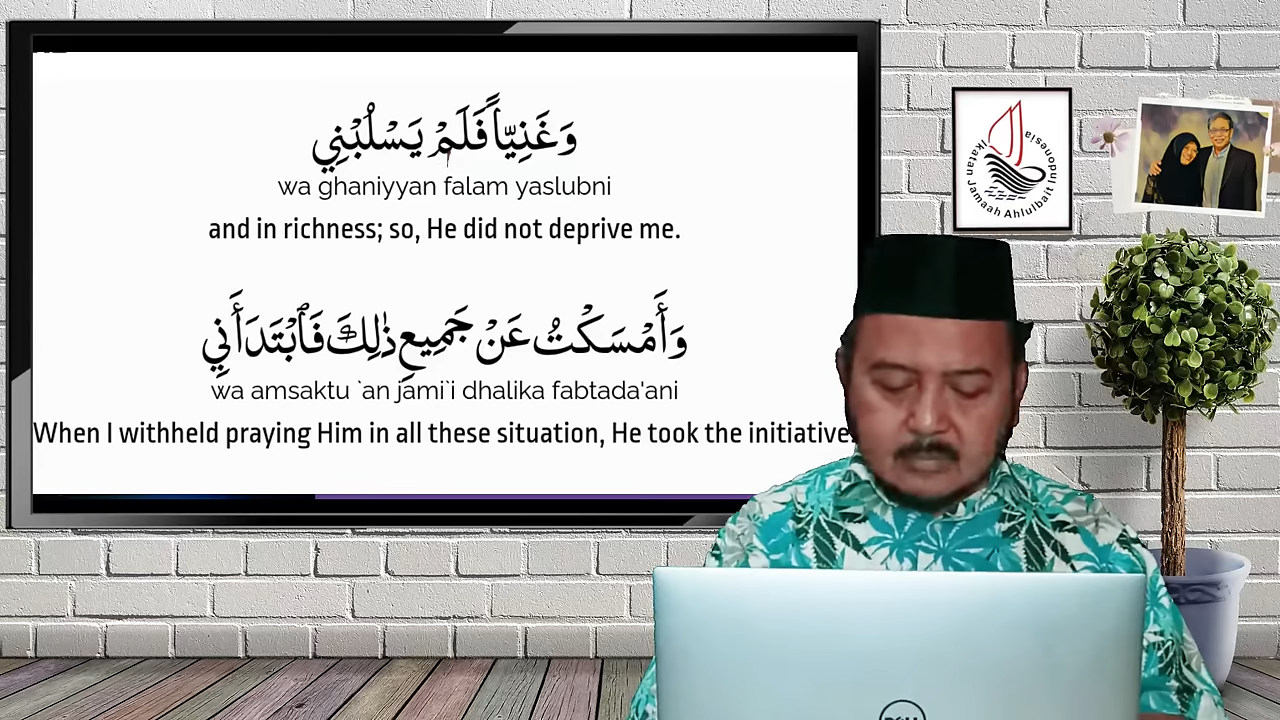 وَغَنِيّاً فَلَمْ يَسْلُبْنِي
wa ghaniyyan falam yaslubni
and in richness; so, He did not deprive me.
وَأَمْسَكْتُ عَنْ جَمِيعِ ذٰلِكَ فَٱبْتَدَأَنِي
wa amsaktu `an jami`i dhalika fabtada'ani
When I withheld praying Him in all these situation, He took the initiative.
Ikatan Jamaah Ahlulbait Indonesia
DELL